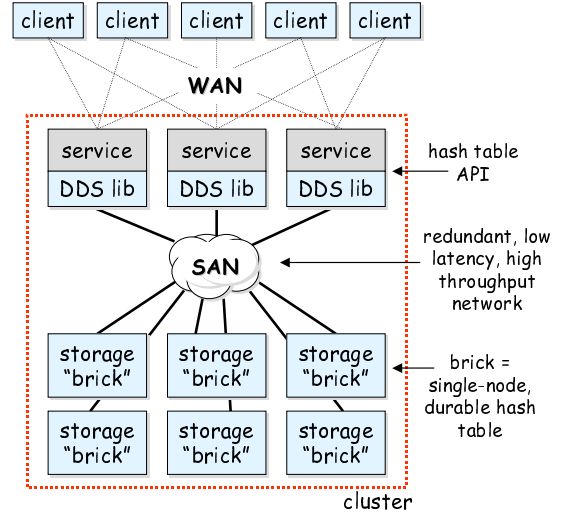 client client client client client
WAN
service service service
DDS lib DDS lib DDS lib
hash table
API
SAN
redundant, low
latency, high
throughput
network
storage storage storage
"brick" "brick" "brick"
brick =
single-node,
durable hash
table
storage storage storage
"brick" "brick" "brick"
cluster